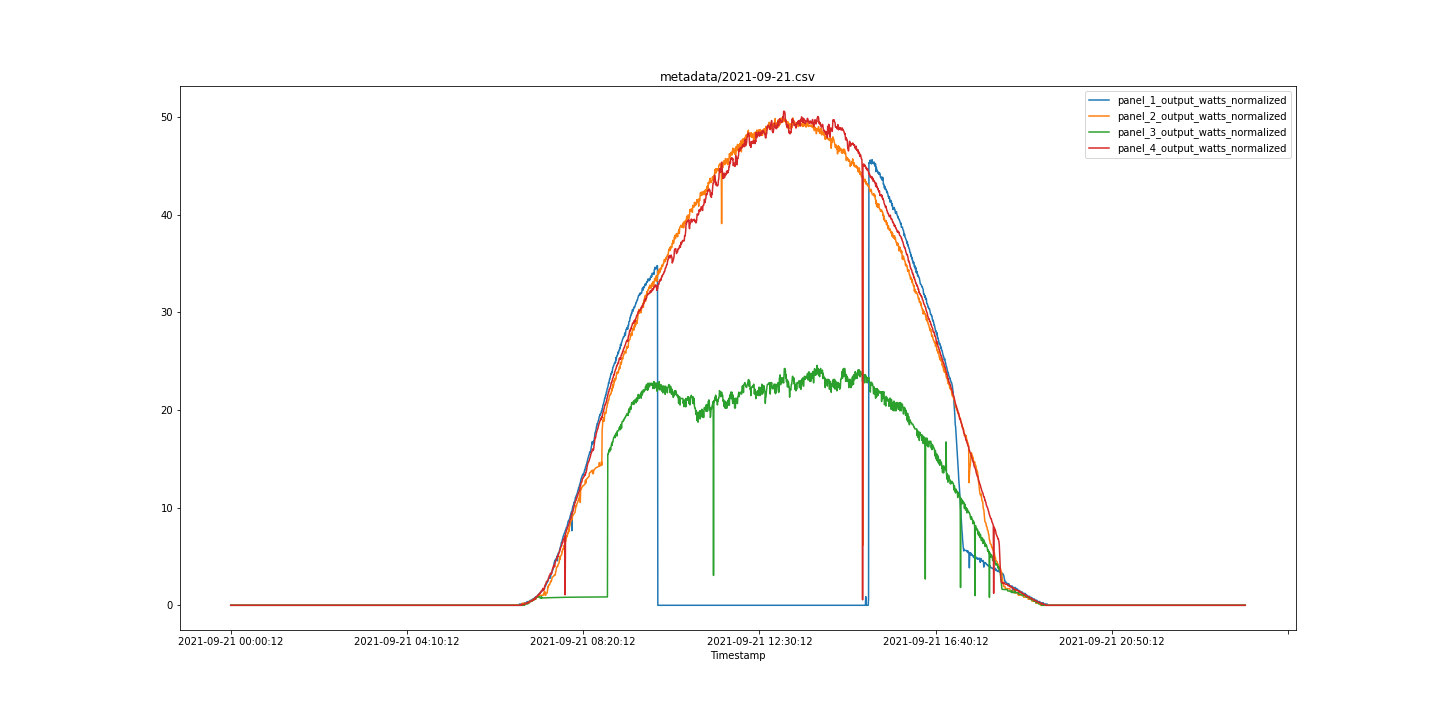 metadata/2021-09-21.csv
panel_1_output_watts_normalized
panel_2_output_watts_normalized
panel_3_output_watts_normalized
panel_4_output_watts_normalized
50
40
30
20
10
0
2021-09-21 00:00:12 2021-09-21 04:10:12 2021-09-21 08:20:12 2021-09-21 12:30:12 2021-09-21 16:40:12 2021-09-21 20:50:12
Timestamp